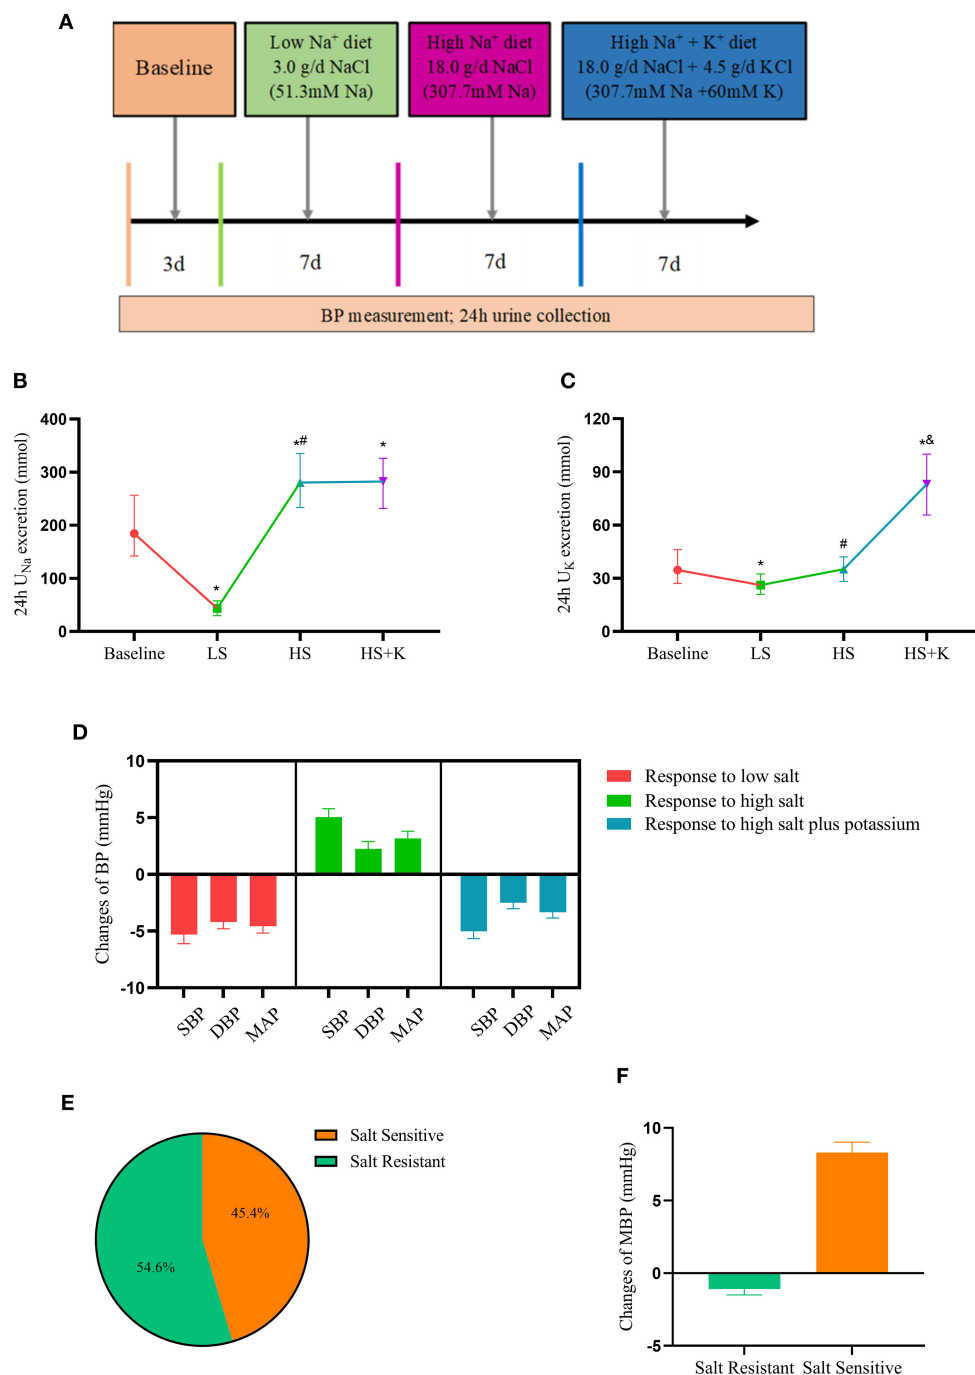 A
Baseline
Low Na⁺ diet
3.0 g/d NaCl
(51.3mM Na)
High Na⁺ diet
18.0 g/d NaCl
(307.7mM Na)
High Na⁺ + K⁺ diet
18.0 g/d NaCl + 4.5 g/d KCl
(307.7mM Na +60mM K)
3d
7d
7d
7d
BP measurement; 24h urine collection
B
24h U_Na excretion (mmol)
400
300
200
100
0
*
*#
*
Baseline
LS
HS
HS+K
C
24h U_K excretion (mmol)
120
90
60
30
0
*
#
*&
Baseline
LS
HS
HS+K
D
Changes of BP (mmHg)
10
5
0
-5
-10
SBP
DBP
MAP
SBP
DBP
MAP
SBP
DBP
MAP
Response to low salt
Response to high salt
Response to high salt plus potassium
E
45.4%
54.6%
Salt Sensitive
Salt Resistant
F
Changes of MBP (mmHg)
10
5
0
-5
Salt Resistant
Salt Sensitive